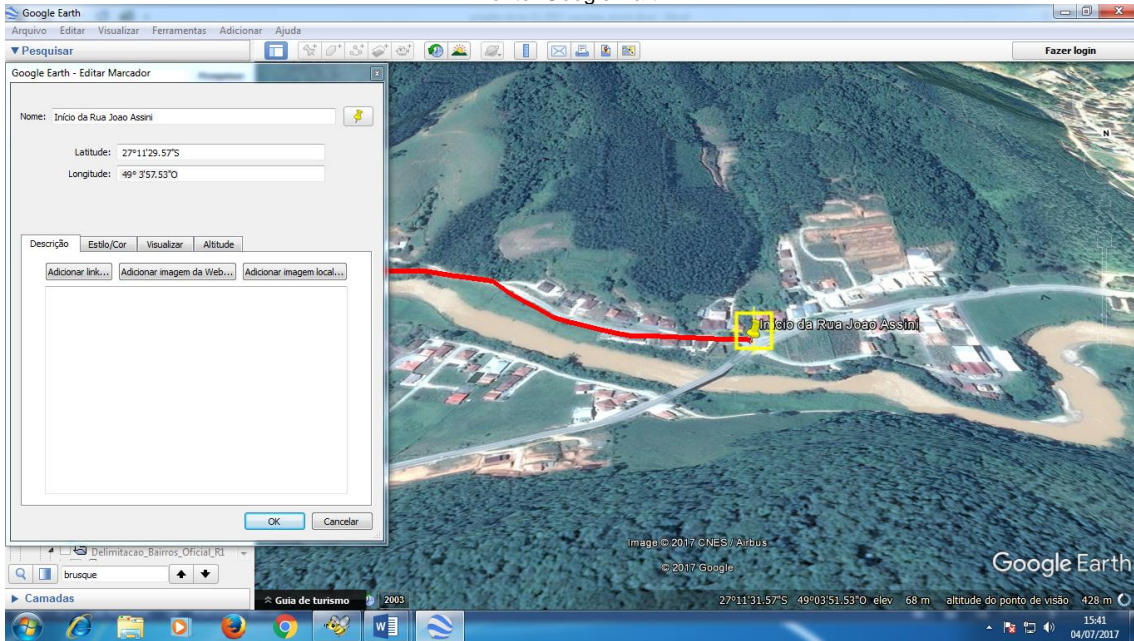 Google Earth
Arquivo Editar Visualizar Ferramentas Adicionar Ajuda
▼ Pesquisar
Fazer login
Google Earth - Editar Marcador
Nome: Início da Rua Joao Assini
Latitude: 27°11'29.57"S
Longitude: 49° 3'57.53"O
Descrição Estilo/Cor Visualizar Altitude
Adicionar link... Adicionar imagem da Web... Adicionar imagem local...
OK Cancelar
N
Início da Rua Joao Assini
Delimitacao_Bairros_Oficial_R1
brusque
Camadas
Guia de turismo
2003
Image © 2017 CNES / Airbus
© 2017 Google
Google Earth
27°11'31.57"S 49°03'51.53"O elev 68 m altitude do ponto de visão 428 m
15:41
04/07/2017